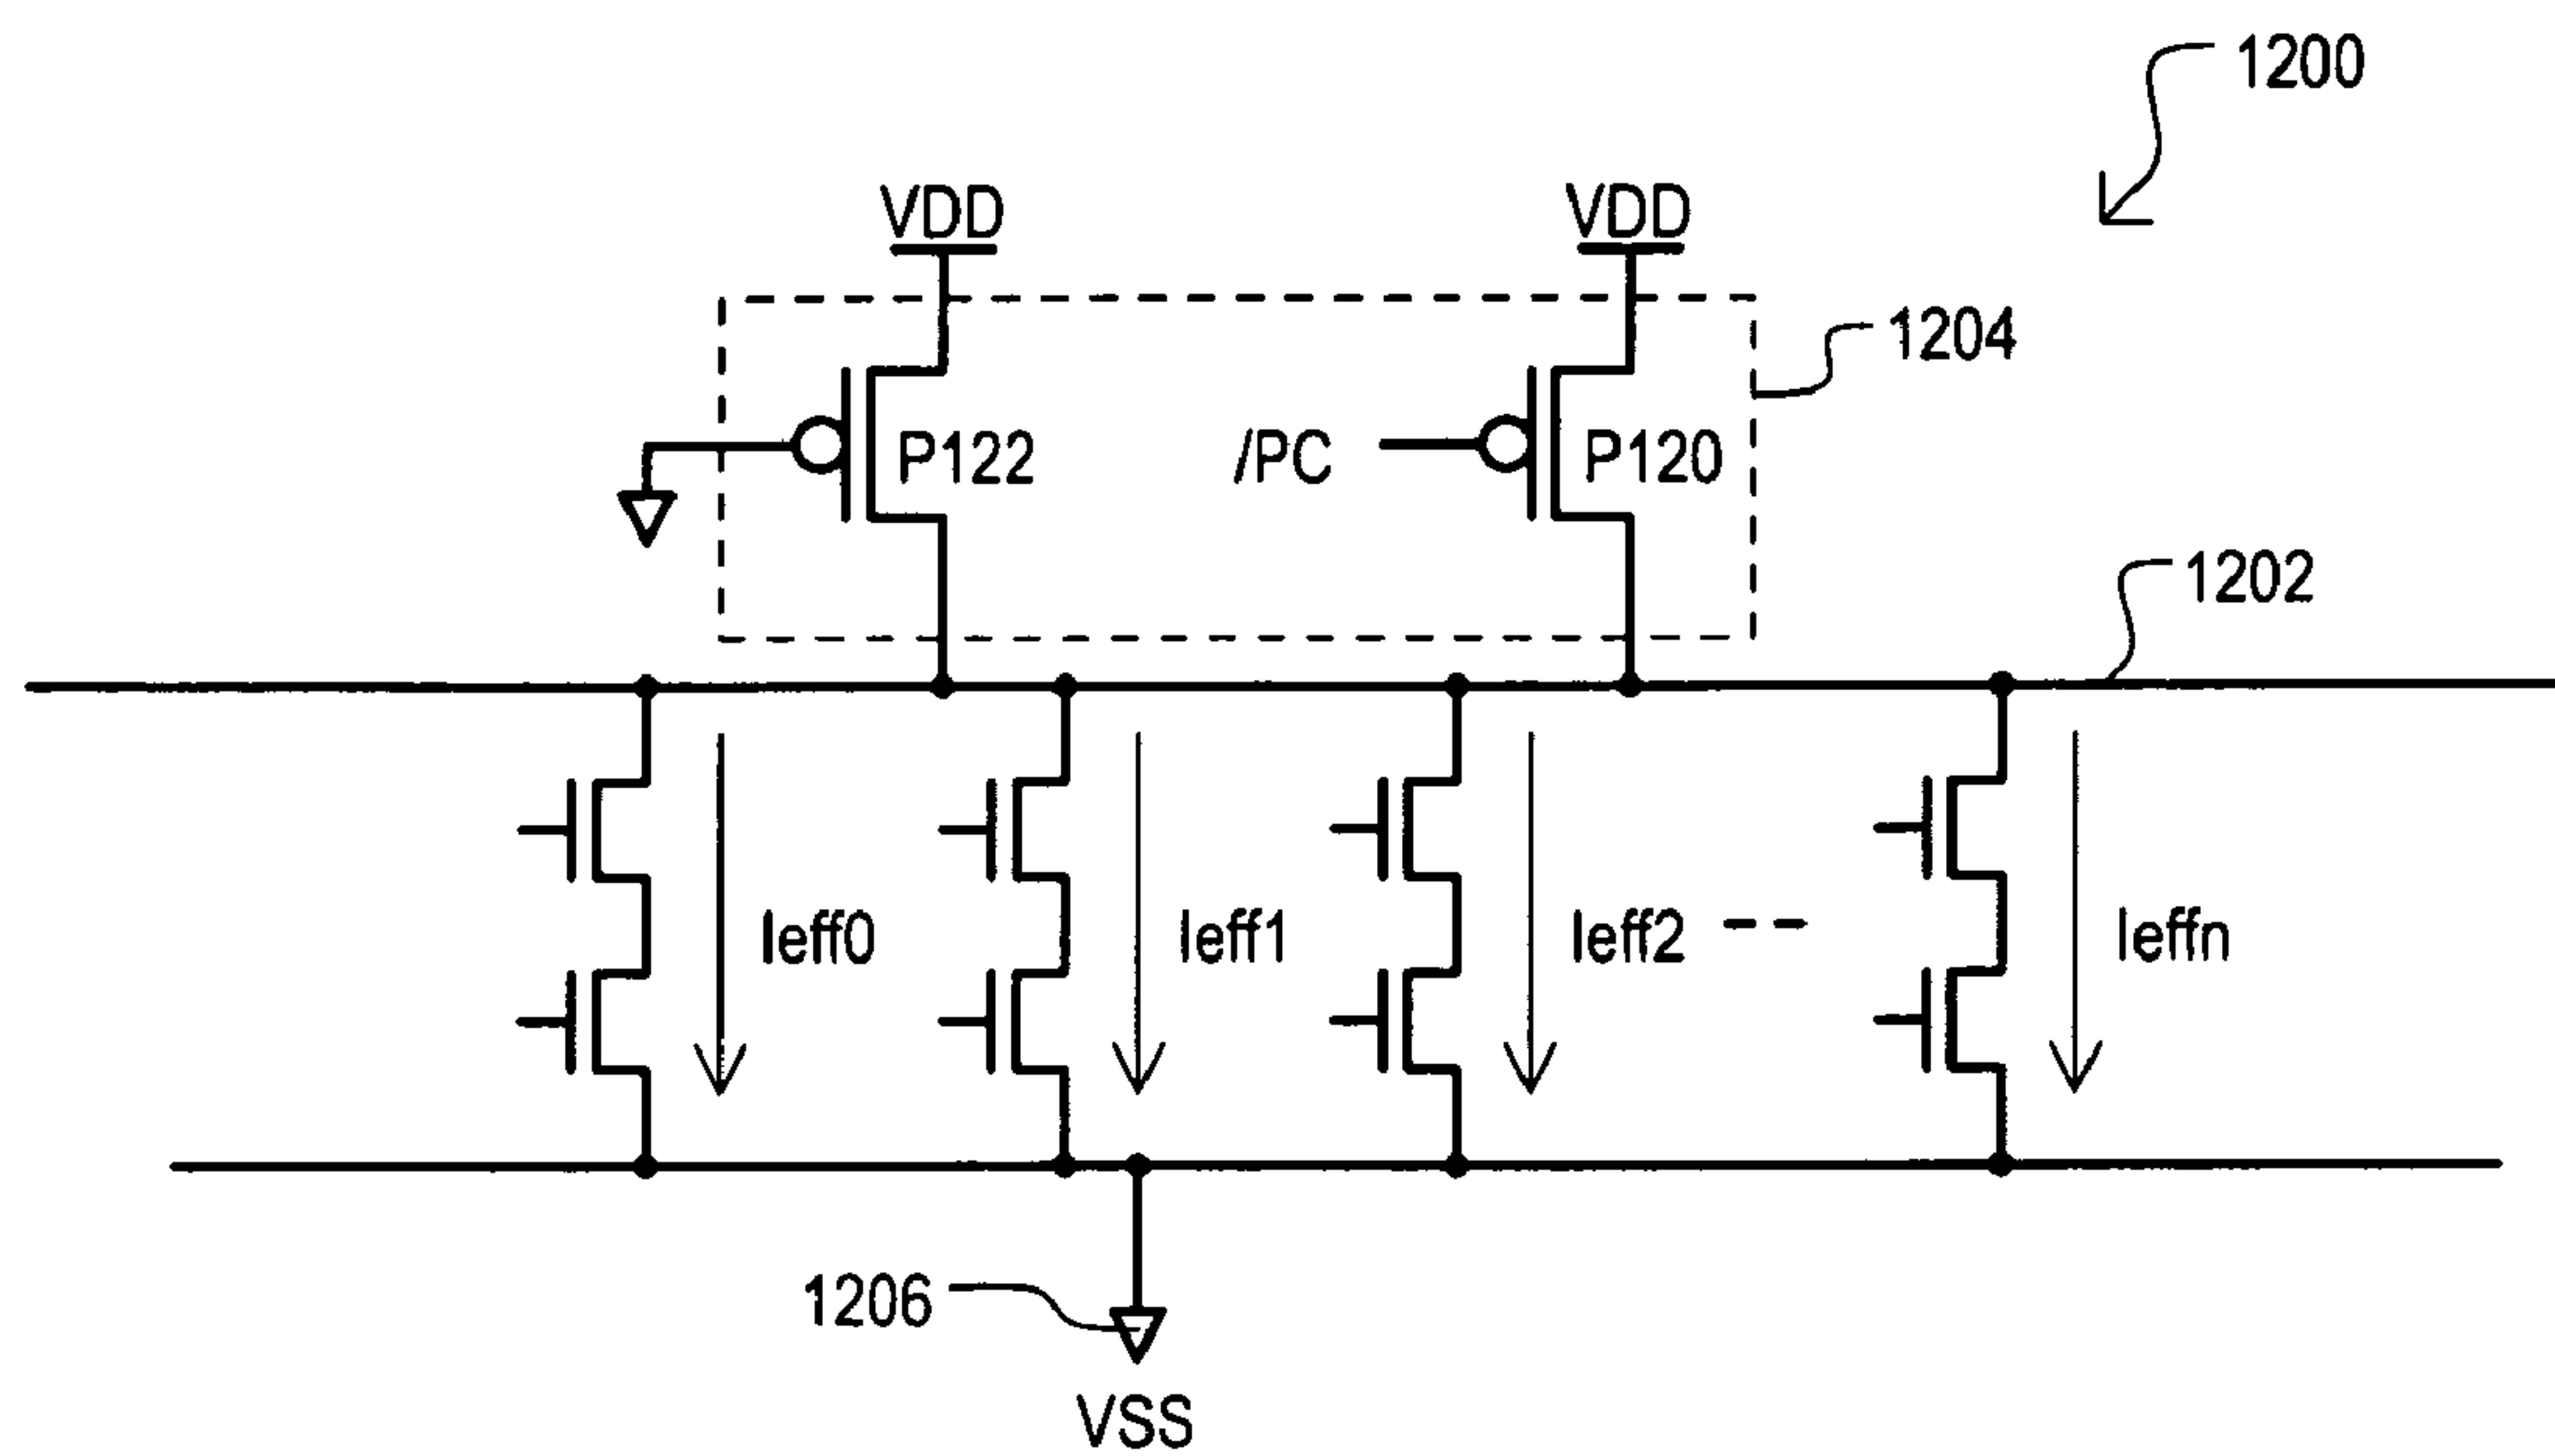 1200
VDD
VDD
1204
P122
/PC
P120
1202
Ieff0
Ieff1
Ieff2
Ieffn
1206
VSS